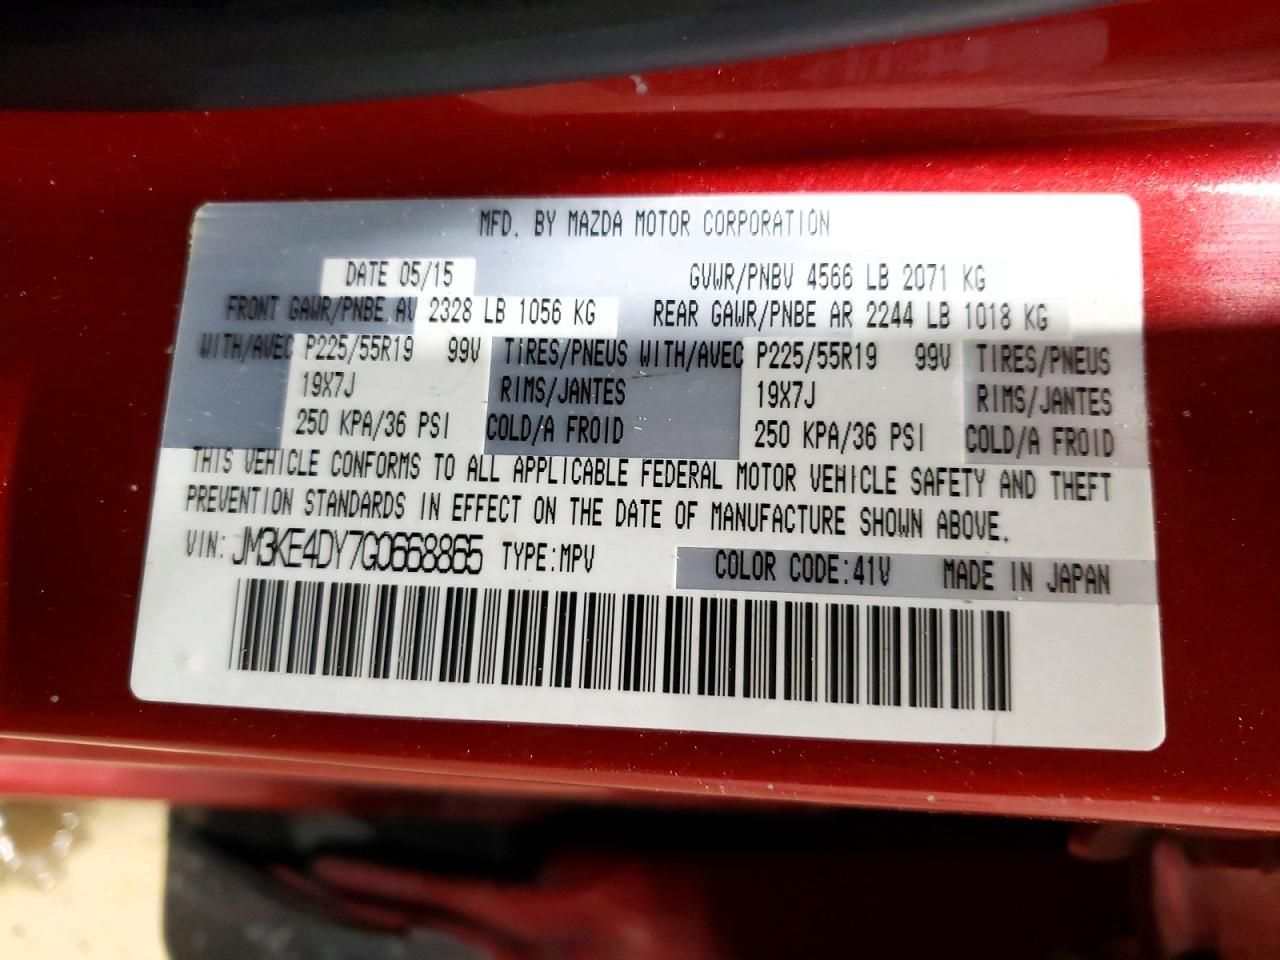 MFD. BY MAZDA MOTOR CORPORATION
DATE 05/15 GVWR/PNBV 4566 LB 2071 KG
FRONT GAWR/PNBE AV 2328 LB 1056 KG REAR GAWR/PNBE AR 2244 LB 1018 KG
WITH/AVEC P225/55R19 99V TIRES/PNEUS WITH/AVEC P225/55R19 99V TIRES/PNEUS
19X7J RIMS/JANTES 19X7J RIMS/JANTES
250 KPA/36 PSI COLD/A FROID 250 KPA/36 PSI COLD/A FROID
THIS VEHICLE CONFORMS TO ALL APPLICABLE FEDERAL MOTOR VEHICLE SAFETY AND THEFT
PREVENTION STANDARDS IN EFFECT ON THE DATE OF MANUFACTURE SHOWN ABOVE.
VIN: JM3KE4DY7G0668865 TYPE:MPV COLOR CODE:41V MADE IN JAPAN